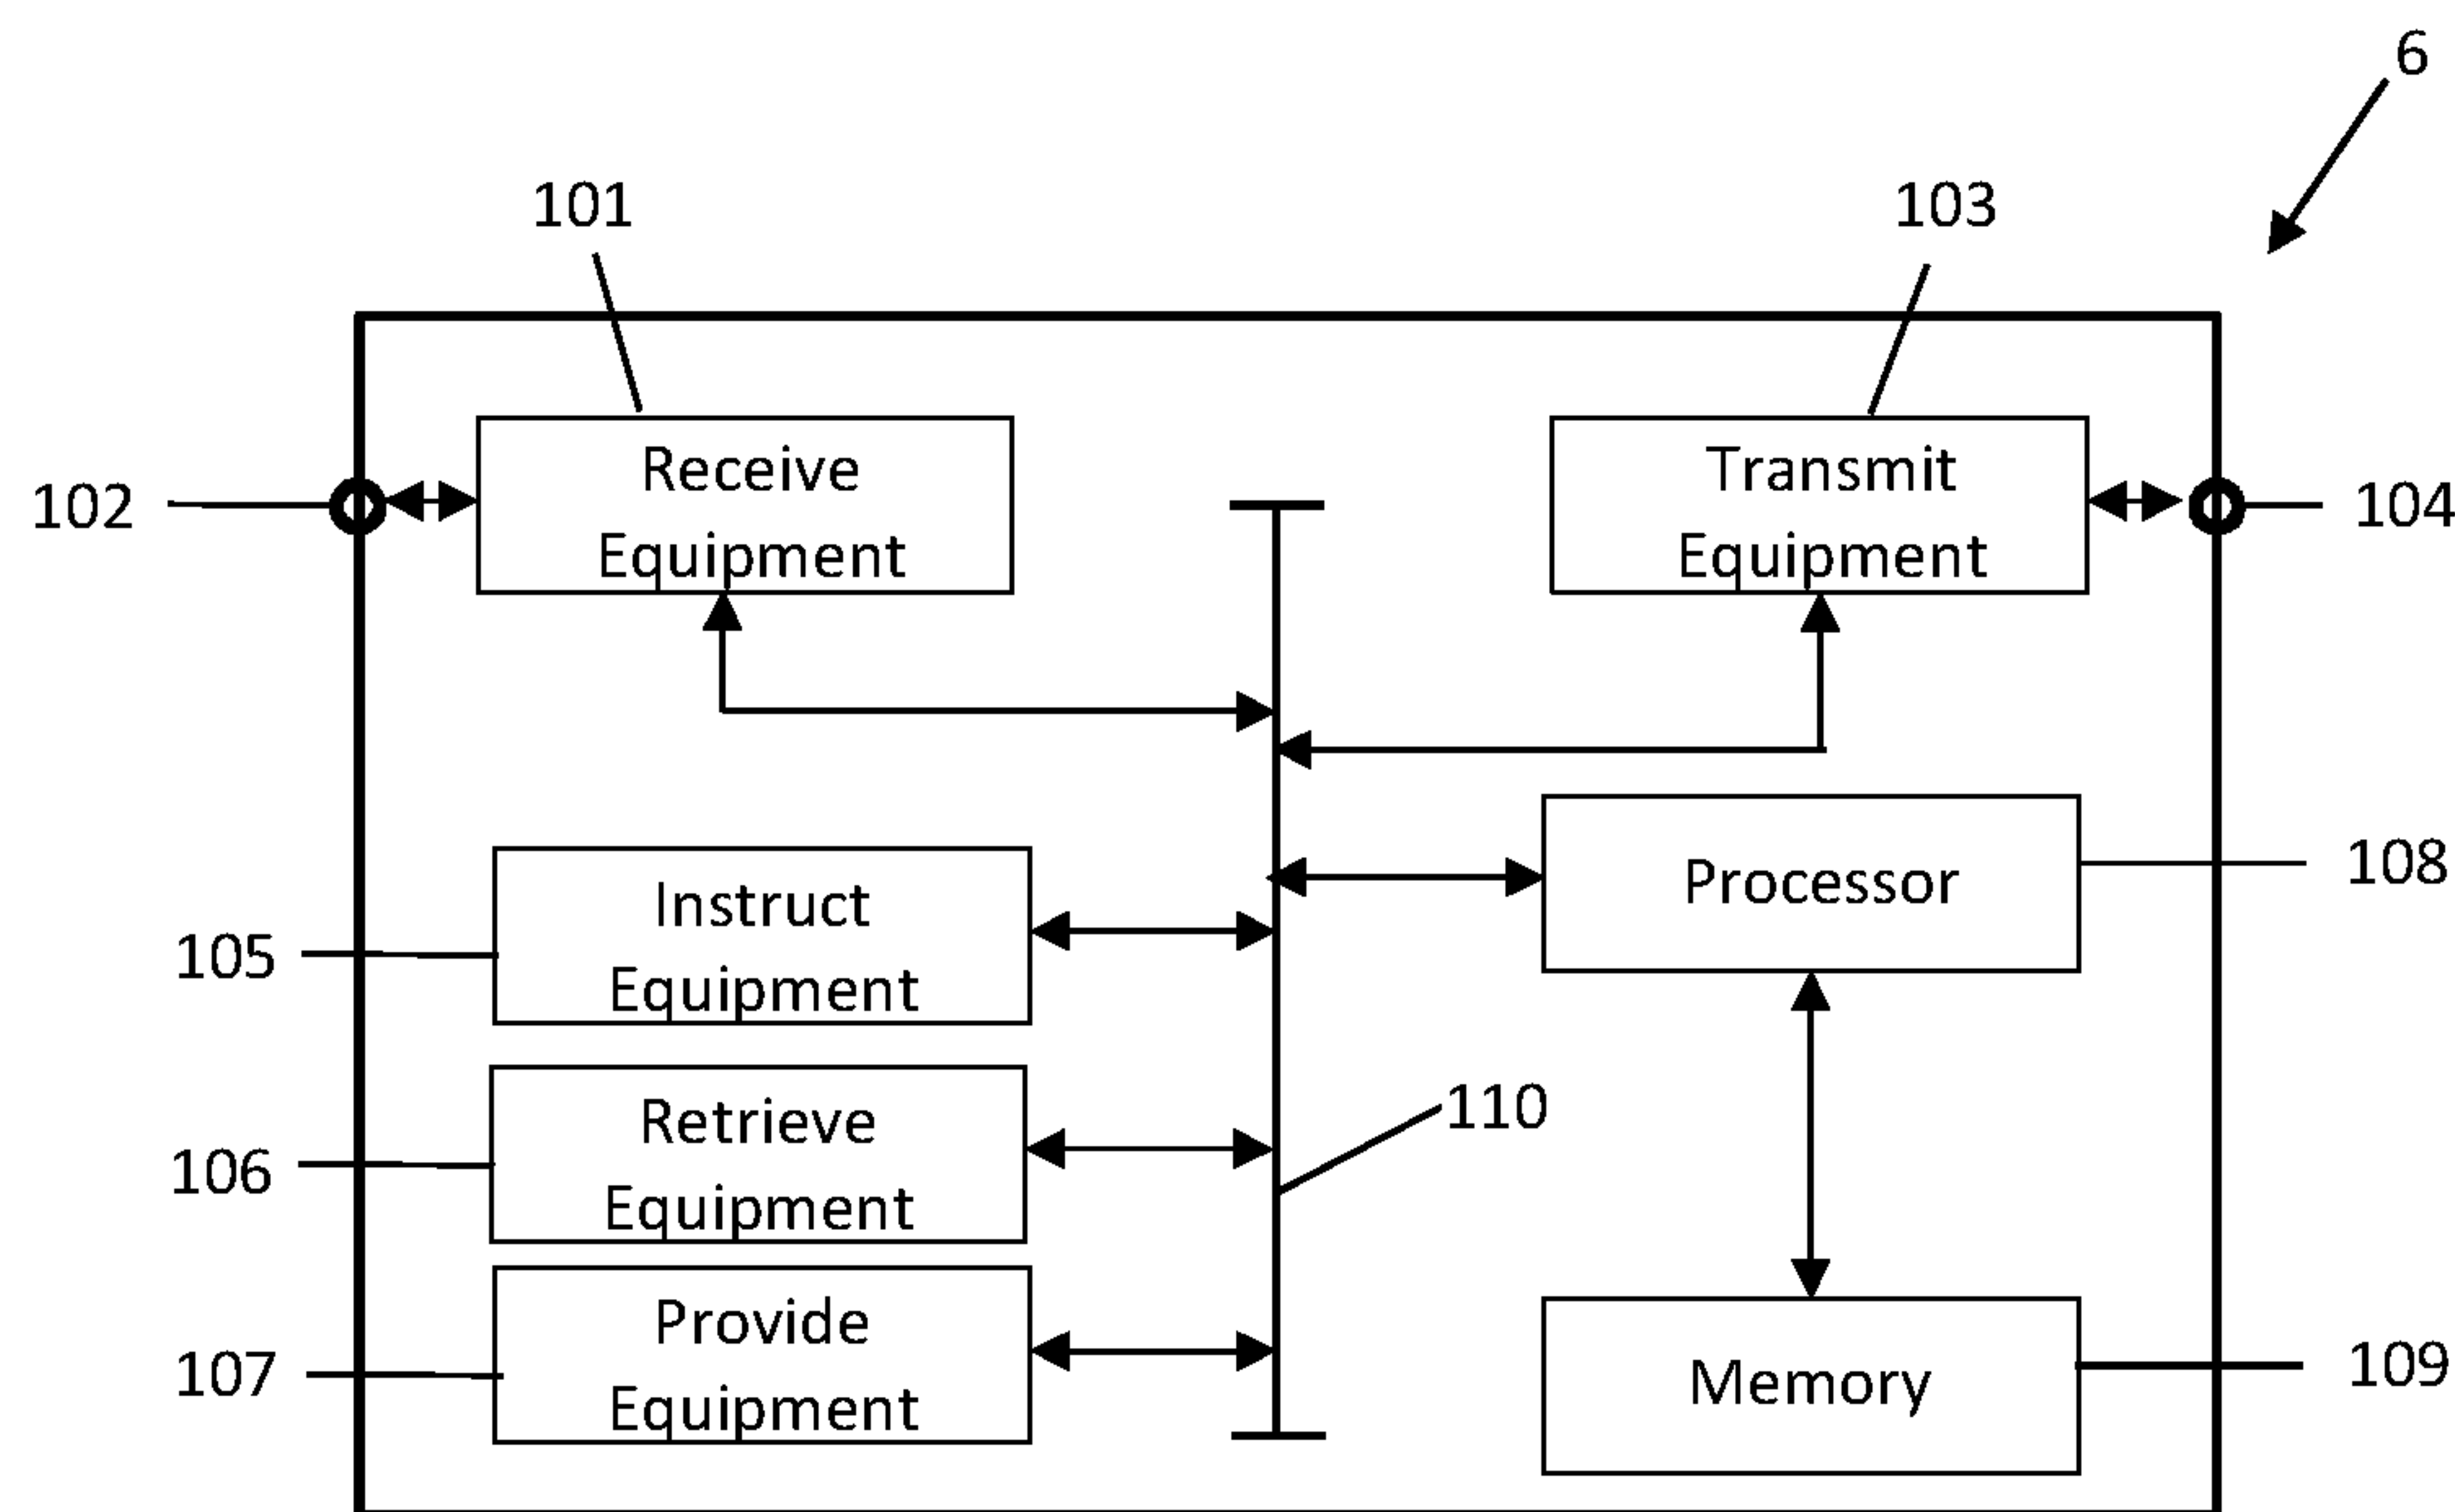 6
101
103
Receive
Equipment
Transmit
Equipment
102
104
Instruct
Equipment
105
Processor
108
Retrieve
Equipment
106
110
Provide
Equipment
107
Memory
109